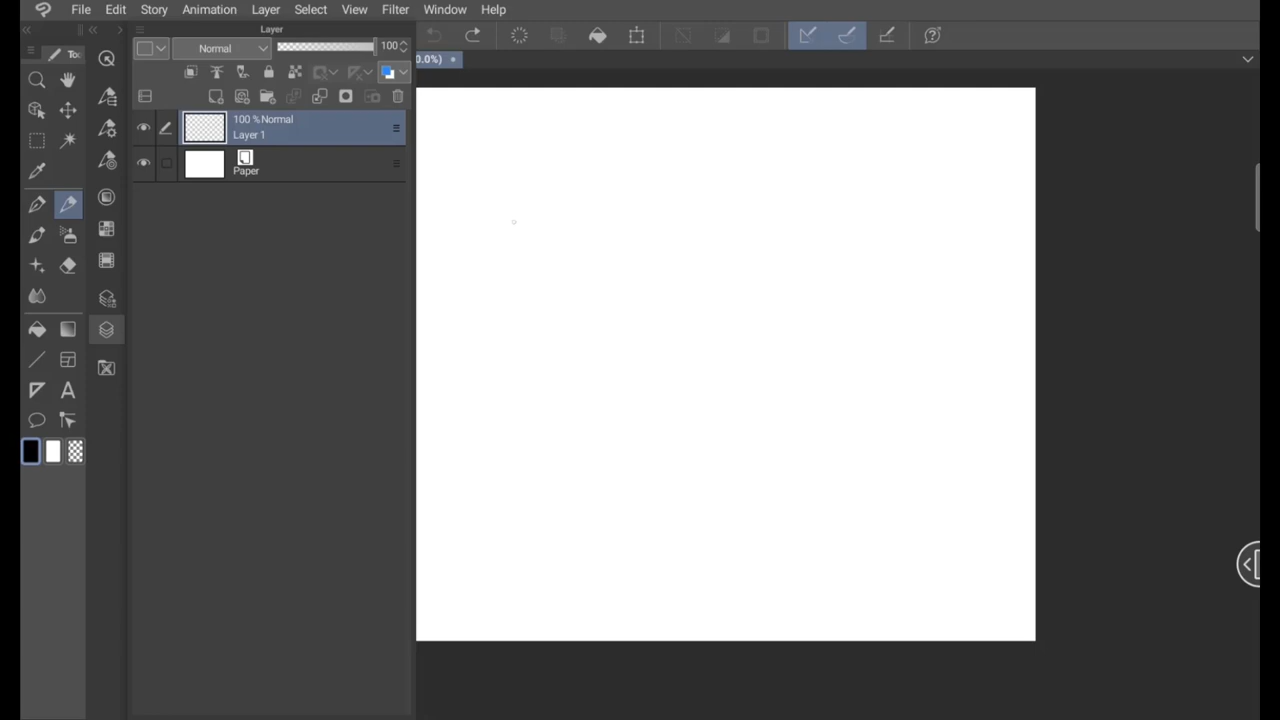 File Edit Story Animation Layer Select View Filter Window Help
Layer
Normal 100
Too
0.0%)
100 % Normal
Layer 1
Paper
A